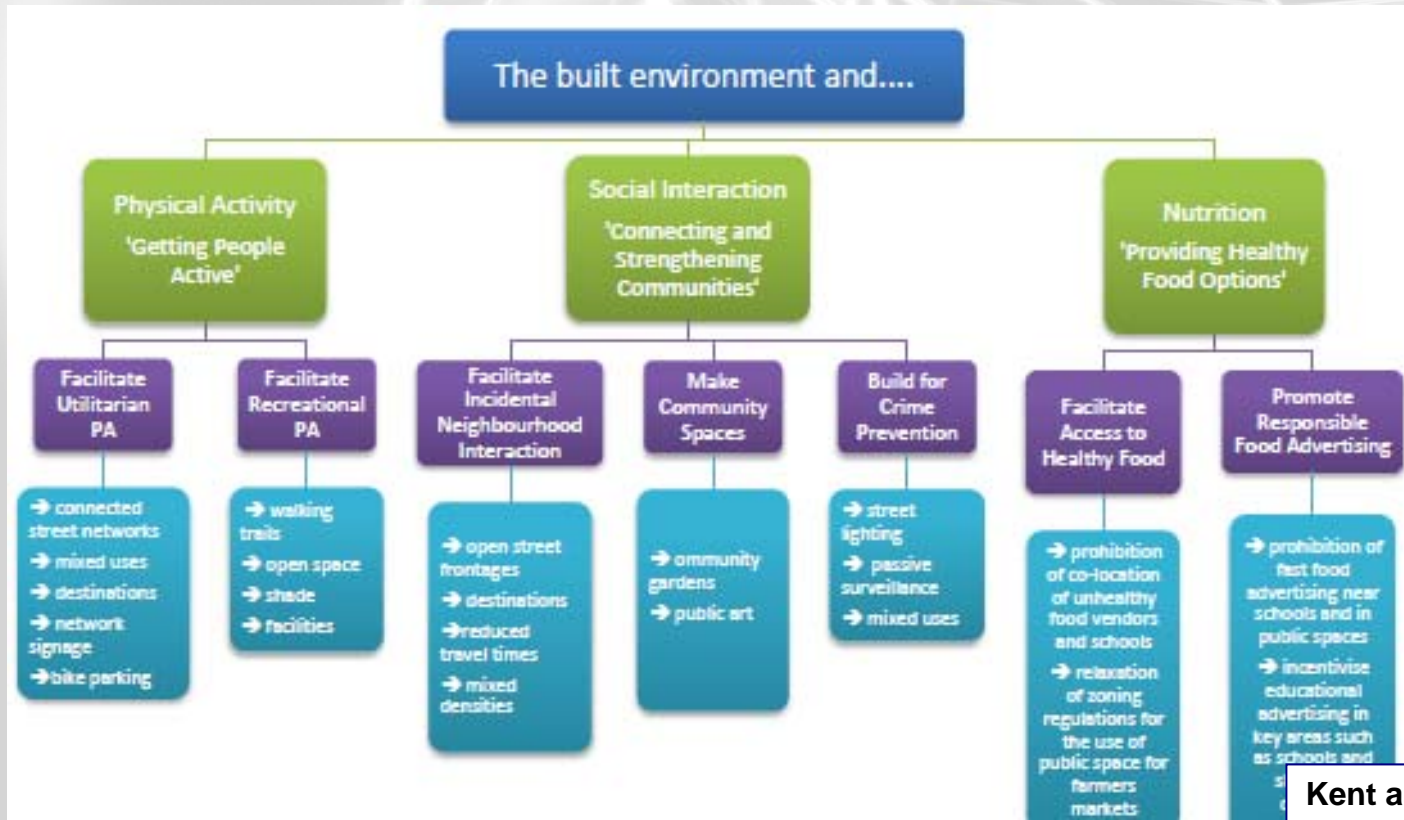 The built environment and....
Physical Activity
'Getting People
Active'
Social Interaction
'Connecting and
Strengthening
Communities'
Nutrition
'Providing Healthy
Food Options'
Facilitate
Utilitarian
PA
Facilitate
Recreational
PA
Facilitate
Incidental
Neighbourhood
Interaction
Make
Community
Spaces
Build for
Crime
Prevention
Facilitate
Access to
Healthy Food
Promote
Responsible
Food Advertising
➔ connected
street networks
➔ mixed uses
➔ destinations
➔ network
signage
➔bike parking
➔ walking
trails
➔ open space
➔ shade
➔ facilities
➔ open street
frontages
➔ destinations
➔reduced
travel times
➔ mixed
densities
➔ ommunity
gardens
➔ public art
➔ street
lighting
➔ passive
surveillance
➔ mixed uses
➔ prohibition
of co-location
of unhealthy
food vendors
and schools
➔ relaxation
of zoning
regulations for
the use of
public space for
farmers
markets
➔ prohibition of
fast food
advertising near
schools and in
public spaces
➔ incentivise
educational
advertising in
key areas such
as schools and
Kent a